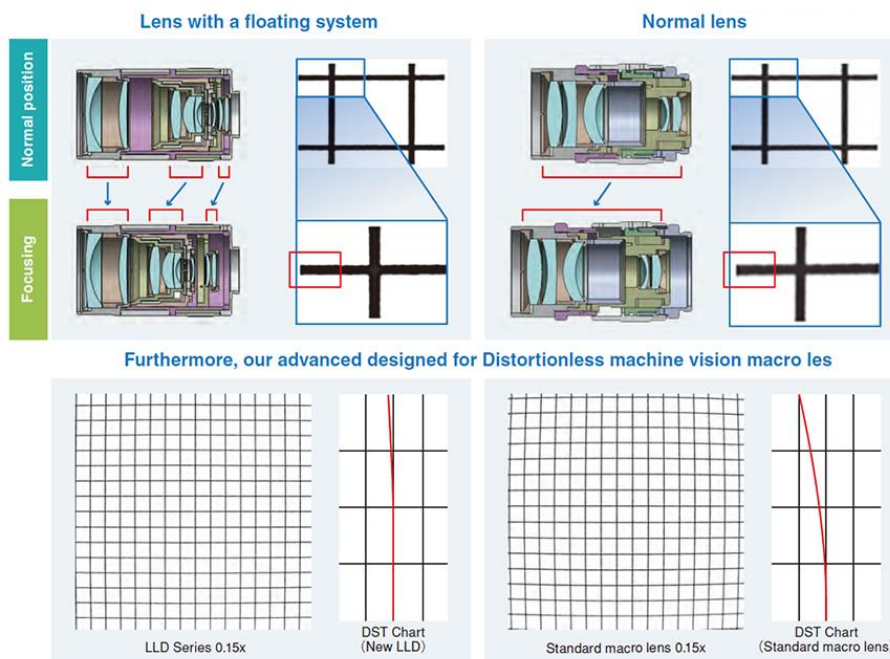 Lens with a floating system
Normal lens
Normal position
Focusing
Furthermore, our advanced designed for Distortionless machine vision macro les
LLD Series 0.15x
DST Chart
(New LLD)
Standard macro lens 0.15x
DST Chart
(Standard macro lens